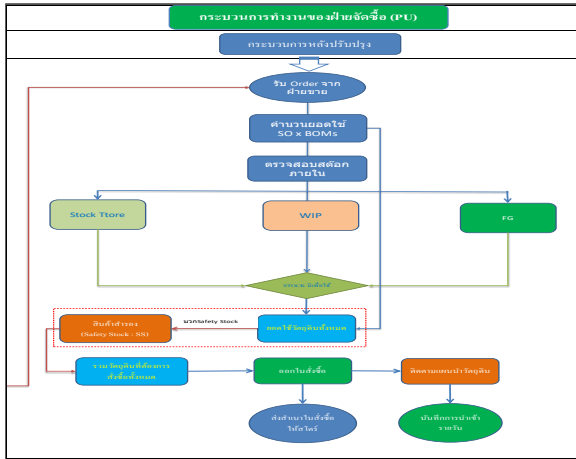 กระบวนการทำงานของฝ่ายจัดซื้อ (PU)
กระบวนการหลังปรับปรุง
รับ Order จาก
ฝ่ายขาย
คำนวนยอดใช้
SO x BOMs
ตรวจสอบสต๊อก
ภายใน
Stock Ttore
WIP
FG
สินค้าสำรอง
(Safety Stock : SS)
บวกSafety Stock
ยอดใช้วัตถุดิบทั้งหมด
รวมวัตถุดิบที่ต้องการ
สั่งซื้อทั้งหมด
ออกใบสั่งซื้อ
ติดตามแผนนำวัตถุดิบ
ส่งสำเนาใบสั่งซื้อ
ให้สโตร์
บันทึกการนำเข้า
รายวัน